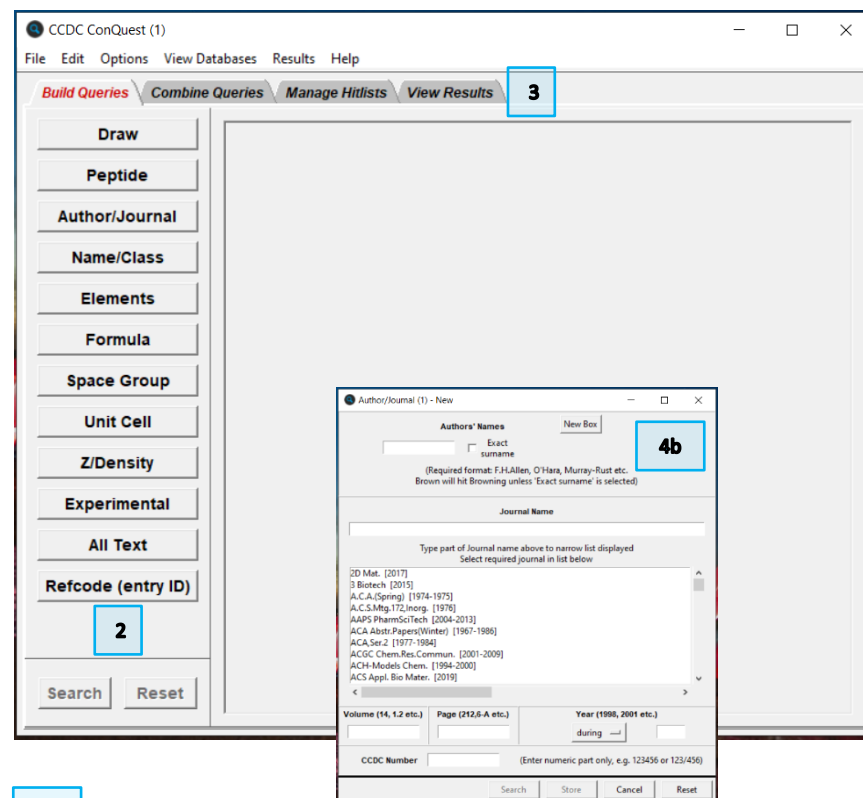 CCDC ConQuest (1)
File Edit Options View Databases Results Help
Build Queries Combine Queries Manage Hitlists View Results 3
Draw
Peptide
Author/Journal
Name/Class
Elements
Formula
Space Group
Unit Cell
Z/Density
Experimental
All Text
Refcode (entry ID)
2
Search Reset
Author/Journal (1) - New
Authors' Names New Box
4b
Exact
surname
(Required format: F.H.Allen, O'Hara, Murray-Rust etc.
Brown will hit Browning unless 'Exact surname' is selected)
Journal Name
Type part of Journal name above to narrow list displayed
Select required journal in list below
2D Mat. [2017]
3 Biotech [2015]
A.C.A.(Spring) [1974-1975]
A.C.S.Mtg.172,Inorg. [1976]
AAPS PharmSciTech [2004-2013]
ACA Abstr.Papers(Winter) [1967-1986]
ACA,Ser.2 [1977-1984]
ACGC Chem.Res.Commun. [2001-2009]
ACH-Models Chem. [1994-2000]
ACS Appl. Bio Mater. [2019]
Volume (14, 1.2 etc.) Page (212,6-A etc.) Year (1998, 2001 etc.)
during
CCDC Number (Enter numeric part only, e.g. 123456 or 123/456)
Search Store Cancel Reset